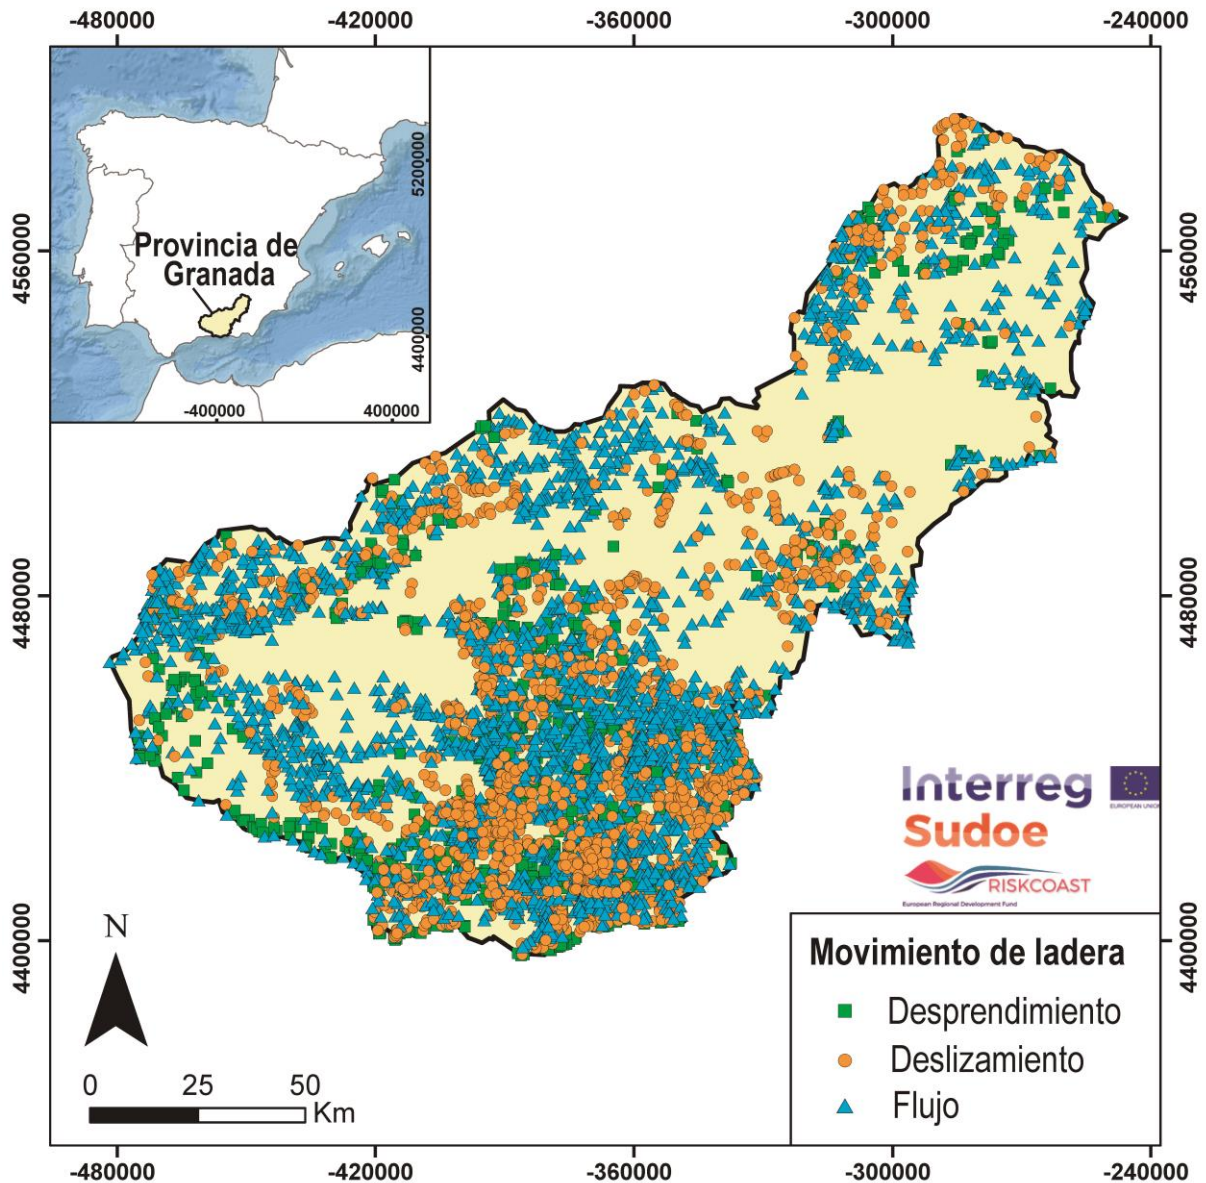 -480000 -420000 -360000 -300000 -240000
Provincia de
Granada
5200000
4400000
-400000 400000
4560000
4560000
4480000
4480000
4400000
4400000
Interreg
EUROPEAN UNION
Sudoe
RISKCOAST
European Regional Development Fund
N
0 25 50
Km
Movimiento de ladera
Desprendimiento
Deslizamiento
Flujo
-480000 -420000 -360000 -300000 -240000